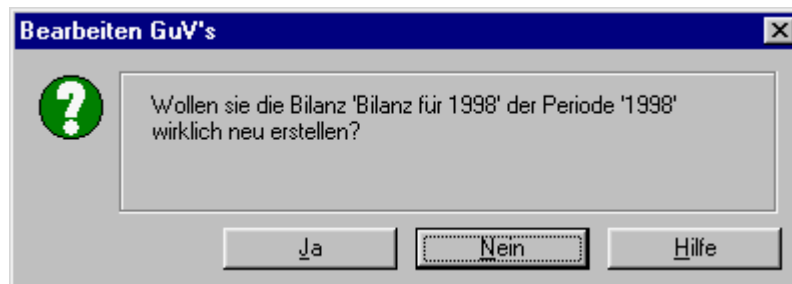 Bearbeiten GuV's
Wollen sie die Bilanz 'Bilanz für 1998' der Periode '1998'
wirklich neu erstellen?
Ja Nein Hilfe